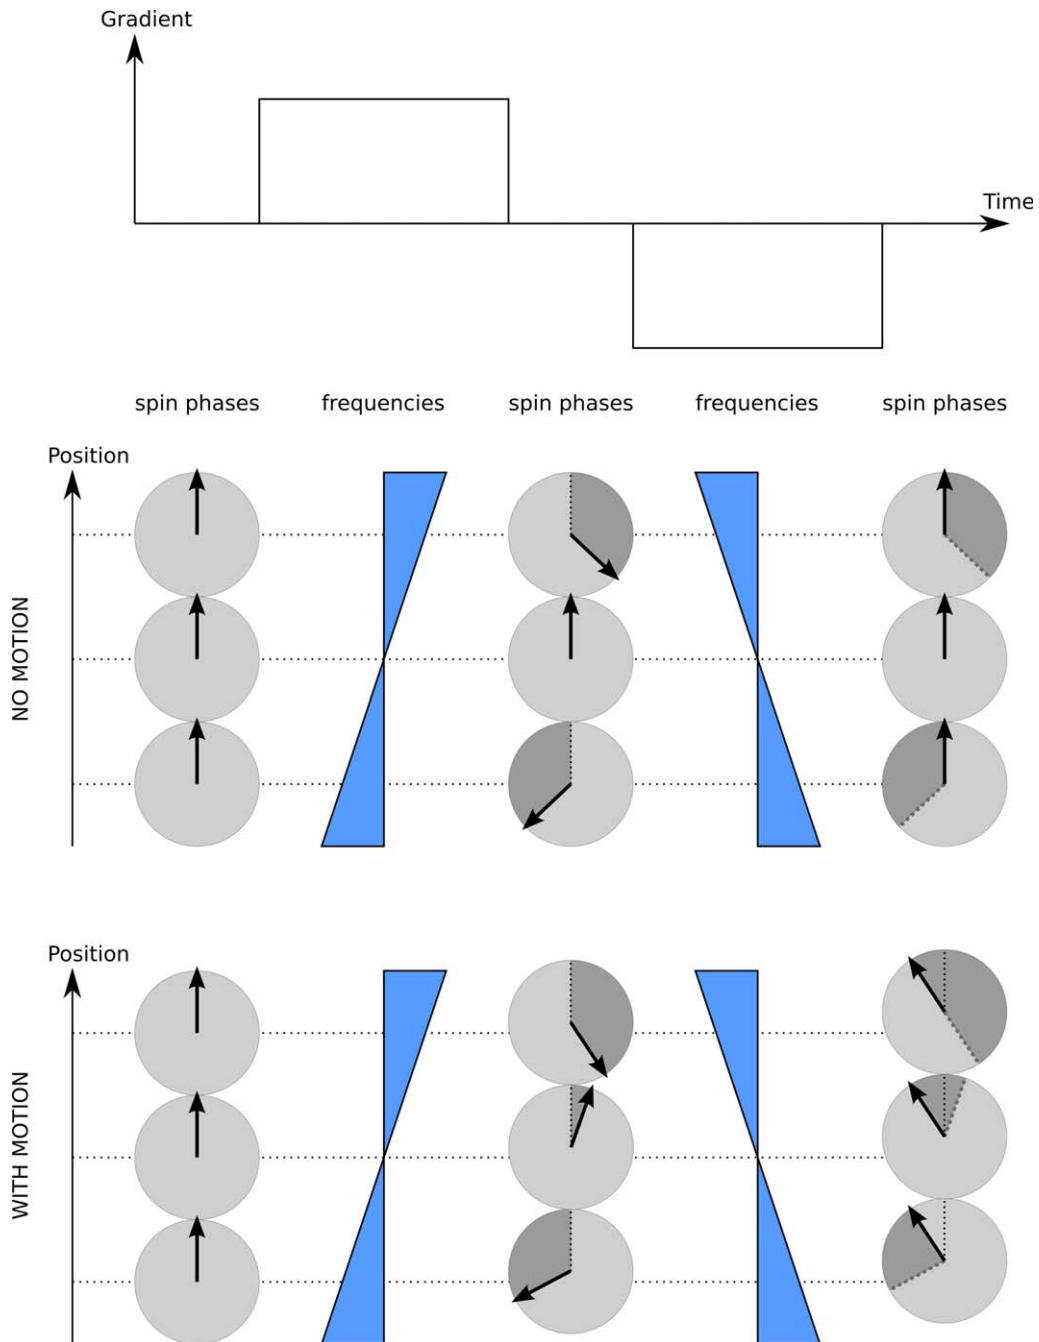 Gradient
Time
spin phases frequencies spin phases frequencies spin phases
Position
NO MOTION
Position
WITH MOTION